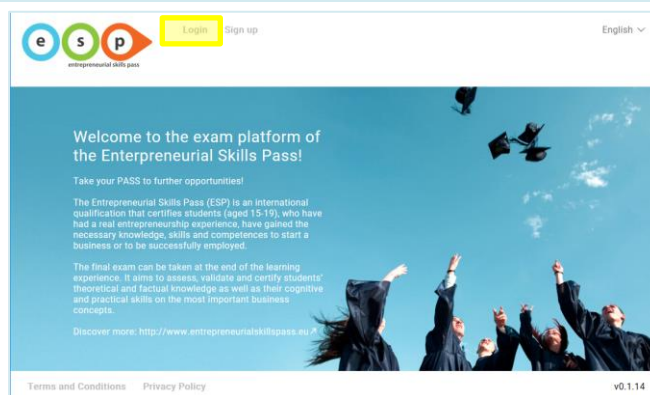 Login Sign up English
e s p
entrepreneurial skills pass
Welcome to the exam platform of
the Enterpreneurial Skills Pass!
Take your PASS to further opportunities!
The Entrepreneurial Skills Pass (ESP) is an international
qualification that certifies students (aged 15-19), who have
had a real entrepreneurship experience, have gained the
necessary knowledge, skills and competences to start a
business or to be successfully employed.
The final exam can be taken at the end of the learning
experience. It aims to assess, validate and certify students'
theoretical and factual knowledge as well as their cognitive
and practical skills on the most important business
concepts.
Discover more: http://www.entrepreneurialskillspass.eu
Terms and Conditions Privacy Policy v0.1.14